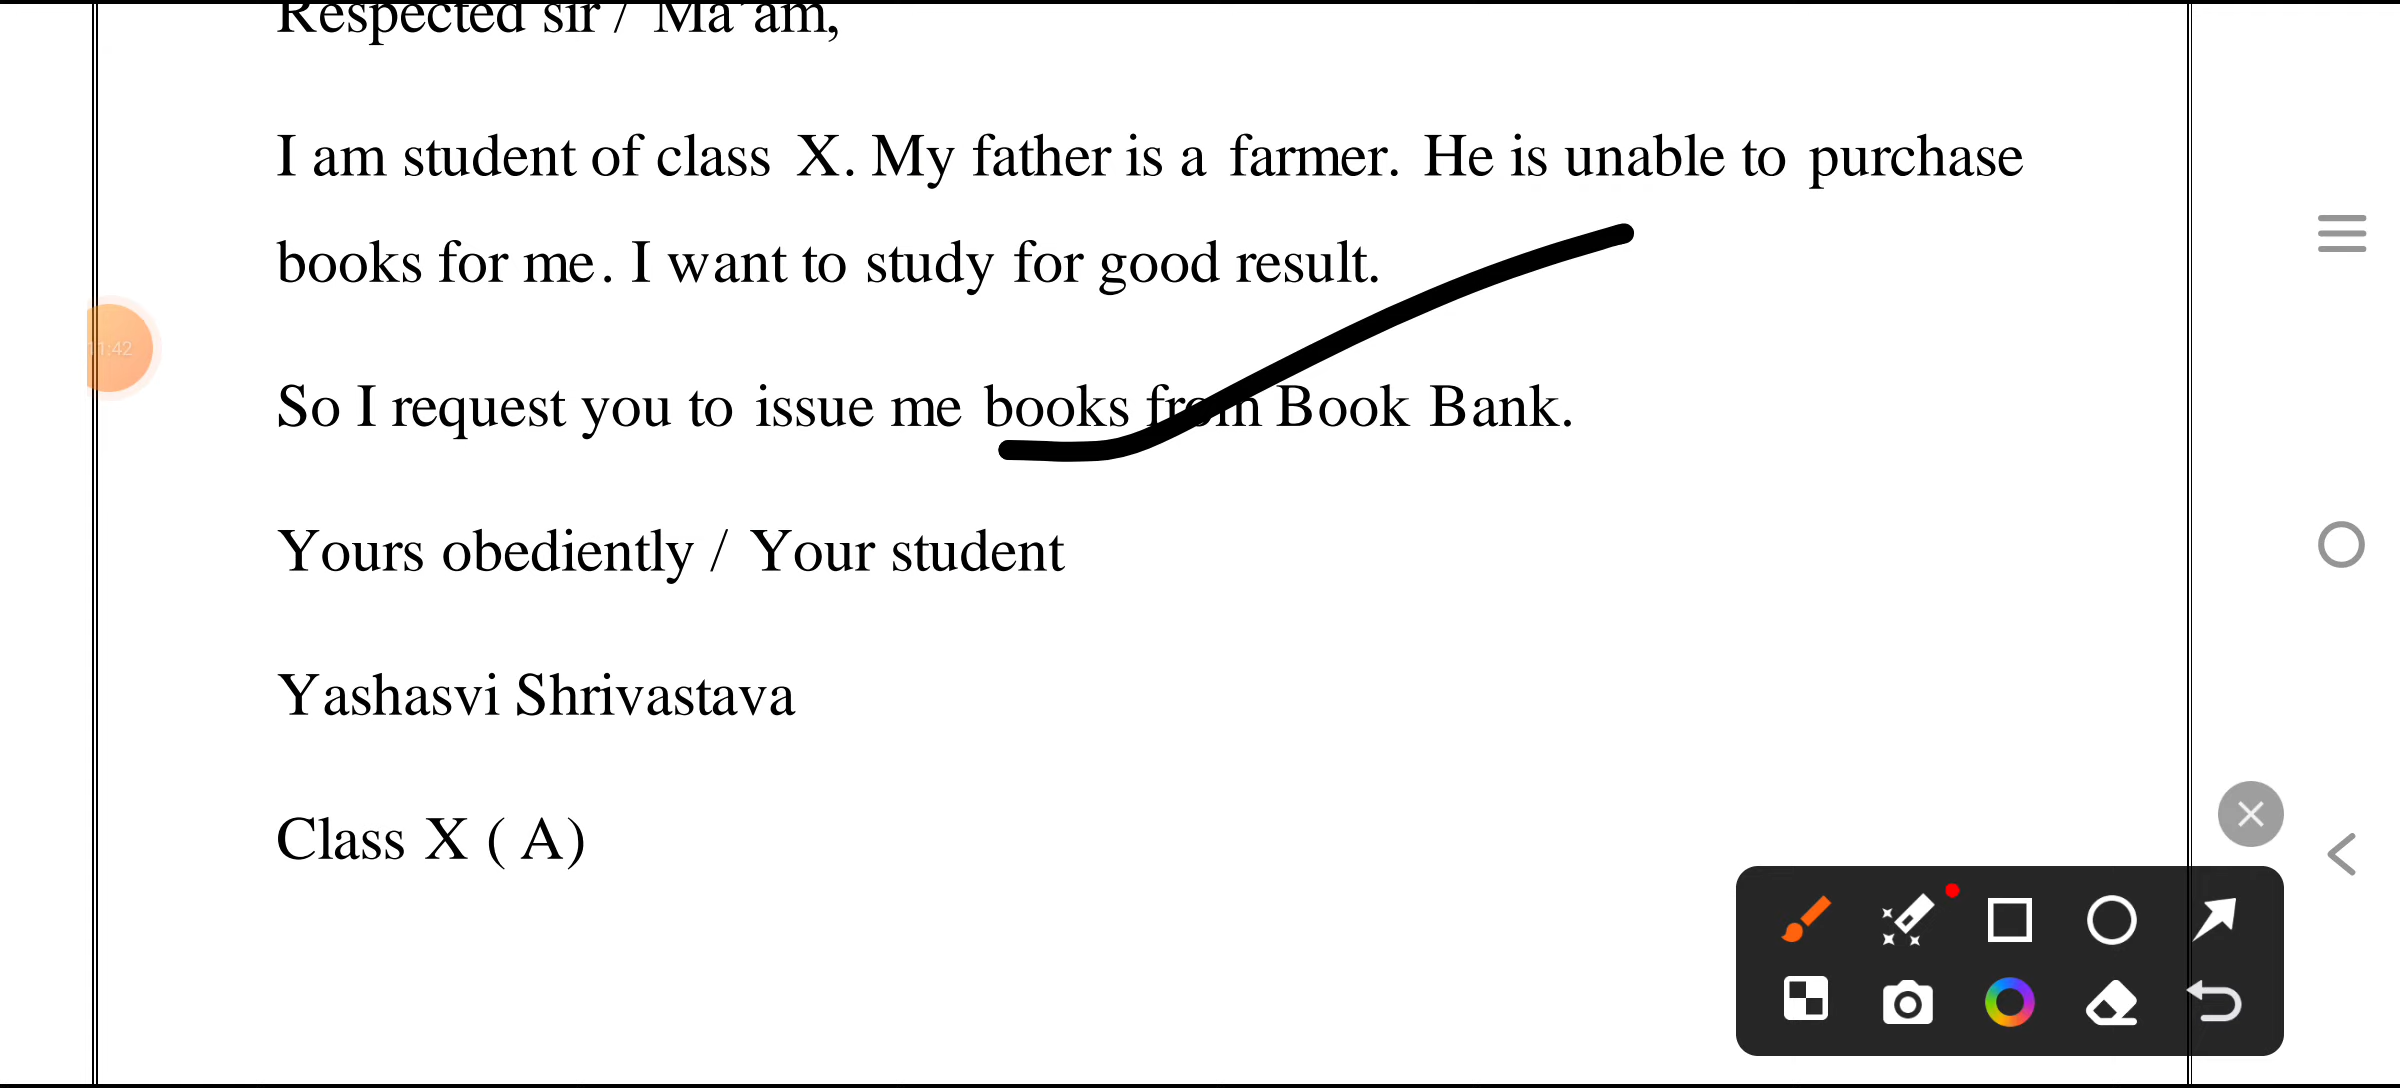 Respected sir / Ma'am,
I am student of class X. My father is a farmer. He is unable to purchase
books for me. I want to study for good result.
So I request you to issue me books from Book Bank.
Yours obediently / Your student
Yashasvi Shrivastava
Class X ( A)
11:42